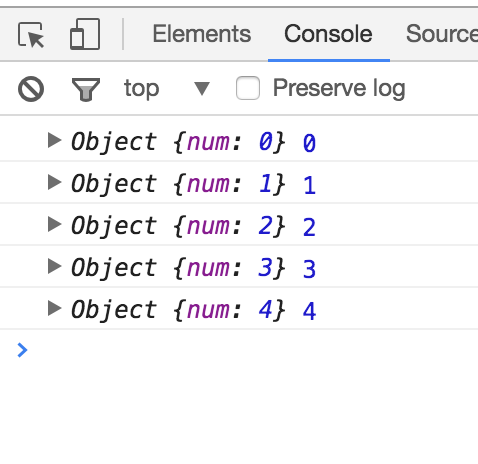 Elements Console Source
top Preserve log
Object {num: 0} 0
Object {num: 1} 1
Object {num: 2} 2
Object {num: 3} 3
Object {num: 4} 4